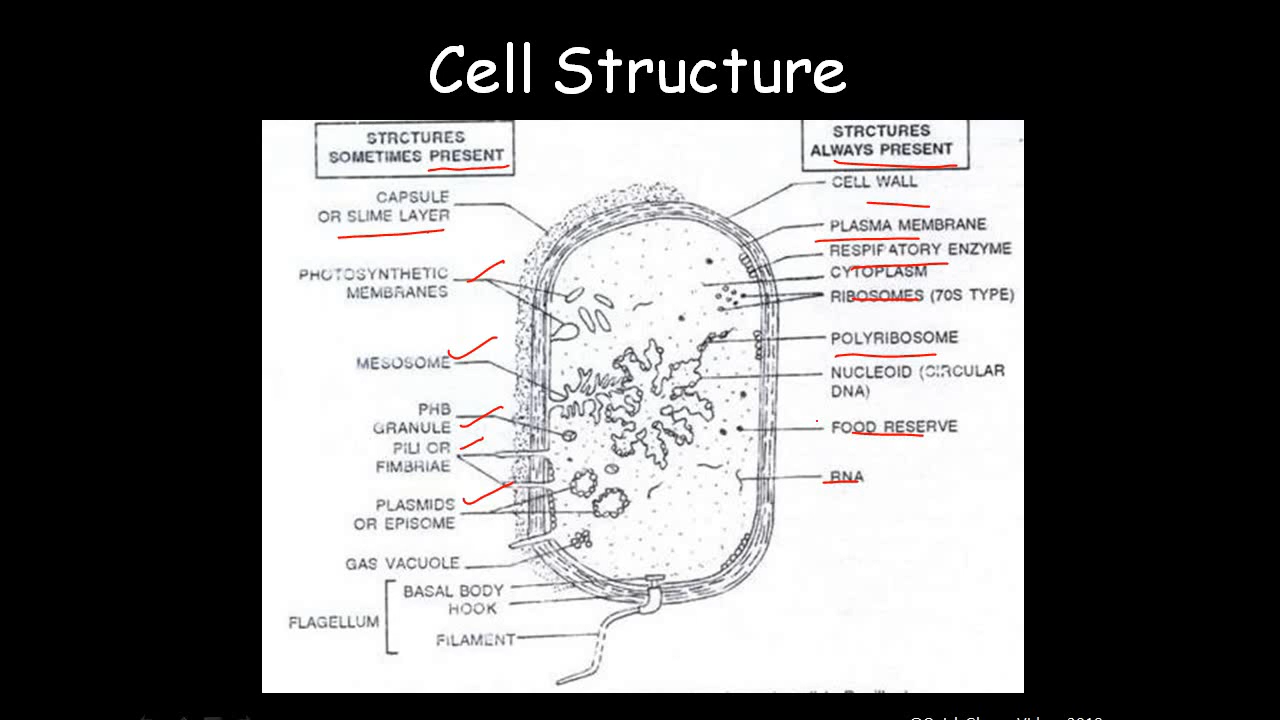 Cell Structure
STRCTURES
SOMETIMES PRESENT
CAPSULE
OR SLIME LAYER
PHOTOSYNTHETIC
MEMBRANES
MESOSOME
PHB
GRANULE
PILI OR
FIMBRIAE
PLASMIDS
OR EPISOME
GAS VACUOLE
BASAL BODY
HOOK
FLAGELLUM
FILAMENT
STRCTURES
ALWAYS PRESENT
CELL WALL
PLASMA MEMBRANE
RESPIRATORY ENZYME
CYTOPLASM
RIBOSOMES (70S TYPE)
POLYRIBOSOME
NUCLEOID (CIRCULAR
DNA)
FOOD RESERVE
RNA